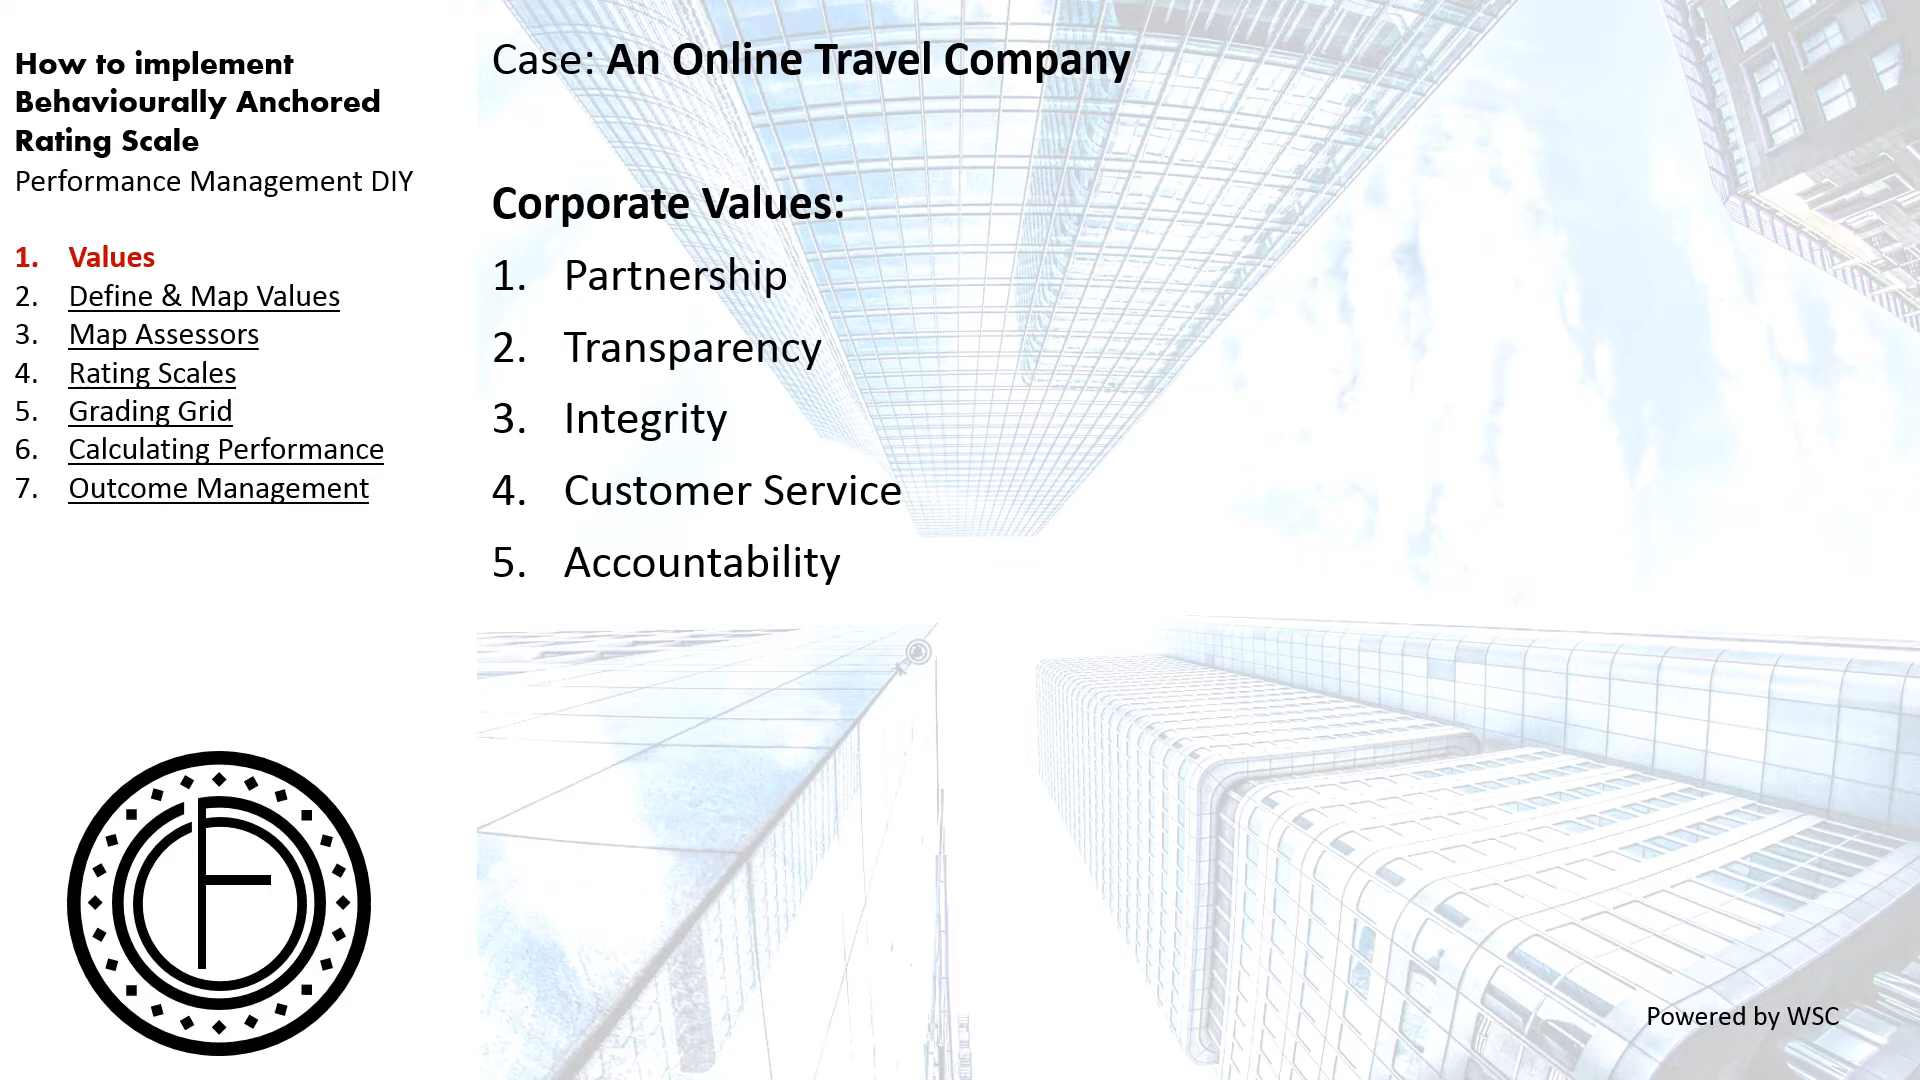 How to implement
Behaviourally Anchored
Rating Scale
Performance Management DIY
1. Values
2. Define & Map Values
3. Map Assessors
4. Rating Scales
5. Grading Grid
6. Calculating Performance
7. Outcome Management
Case: An Online Travel Company
Corporate Values:
1. Partnership
2. Transparency
3. Integrity
4. Customer Service
5. Accountability
Powered by WSC